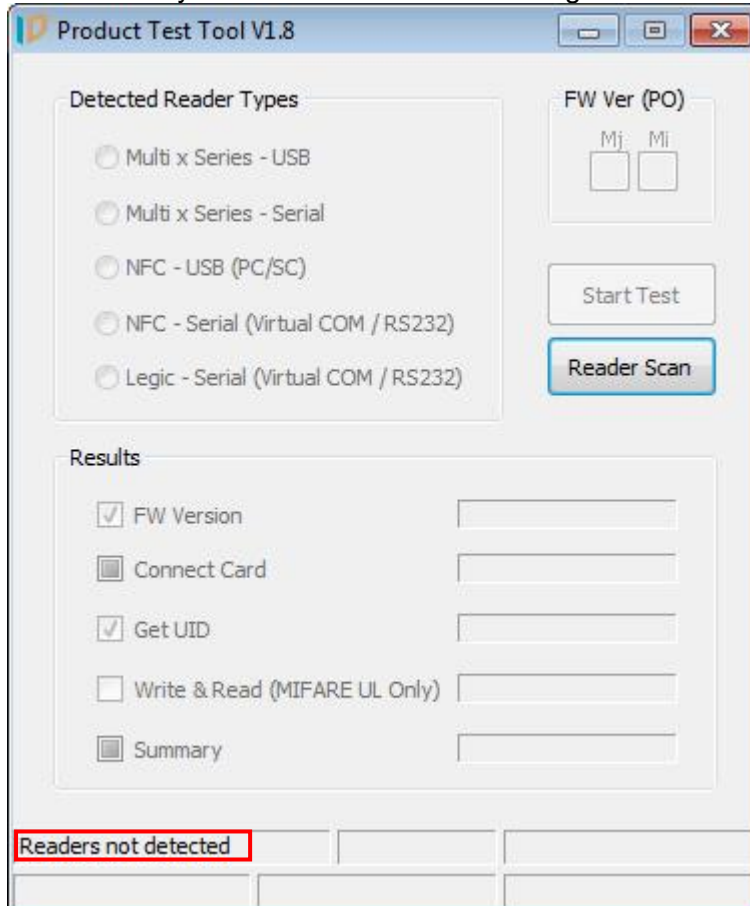 Product Test Tool V1.8
Detected Reader Types
FW Ver (PO)
Mj Mi
Multi x Series - USB
Multi x Series - Serial
NFC - USB (PC/SC)
NFC - Serial (Virtual COM / RS232)
Legic - Serial (Virtual COM / RS232)
Start Test
Reader Scan
Results
FW Version
Connect Card
Get UID
Write & Read (MIFARE UL Only)
Summary
Readers not detected